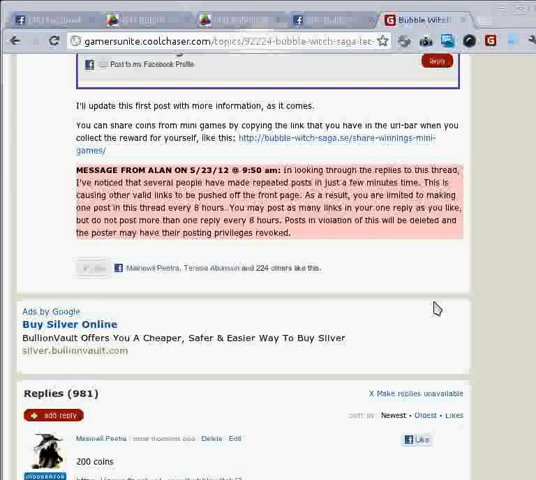 Bubble Witch
gamersunite.coolchaser.com/topics/92224-bubble-witch-saga-let-
Post to my Facebook Profile
Reply
I'll update this first post with more information, as it comes.
You can share coins from mini games by copying the link that you have in the url-bar when you
collect the reward for yourself, like this: http://bubble-witch-saga.se/share-winnings-mini-
games/
MESSAGE FROM ALAN ON 5/23/12 @ 9:50 am: In looking through the replies to this thread,
I've noticed that several people have made repeated posts in just a few minutes time. This is
causing other valid links to be pushed off the front page. As a result, you are limited to making
one post in this thread every 8 hours. You may post as many links in your one reply as you like,
but do not post more than one reply every 8 hours. Posts in violation of this will be deleted and
the poster may have their posting privileges revoked.
and 224 others like this.
Ads by Google
Buy Silver Online
BullionVault Offers You A Cheaper, Safer & Easier Way To Buy Silver
silver.bullionvault.com
Replies (981)
X Make replies unavailable
add reply
Newest • Oldest • Likes
Delete • Edit
Like
200 coins
MODERATOR